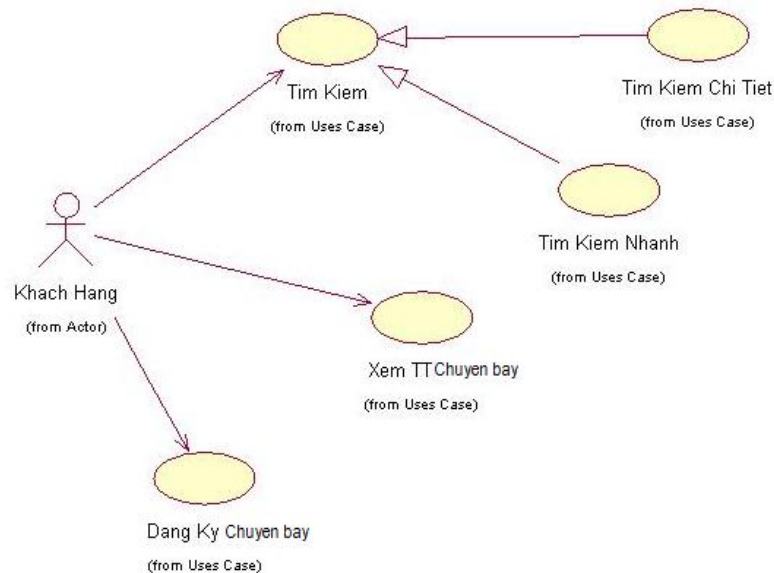 Tim Kiem
(from Uses Case)
Tim Kiem Chi Tiet
(from Uses Case)
Tim Kiem Nhanh
(from Uses Case)
Khach Hang
(from Actor)
Xem TT Chuyen bay
(from Uses Case)
Dang Ky Chuyen bay
(from Uses Case)